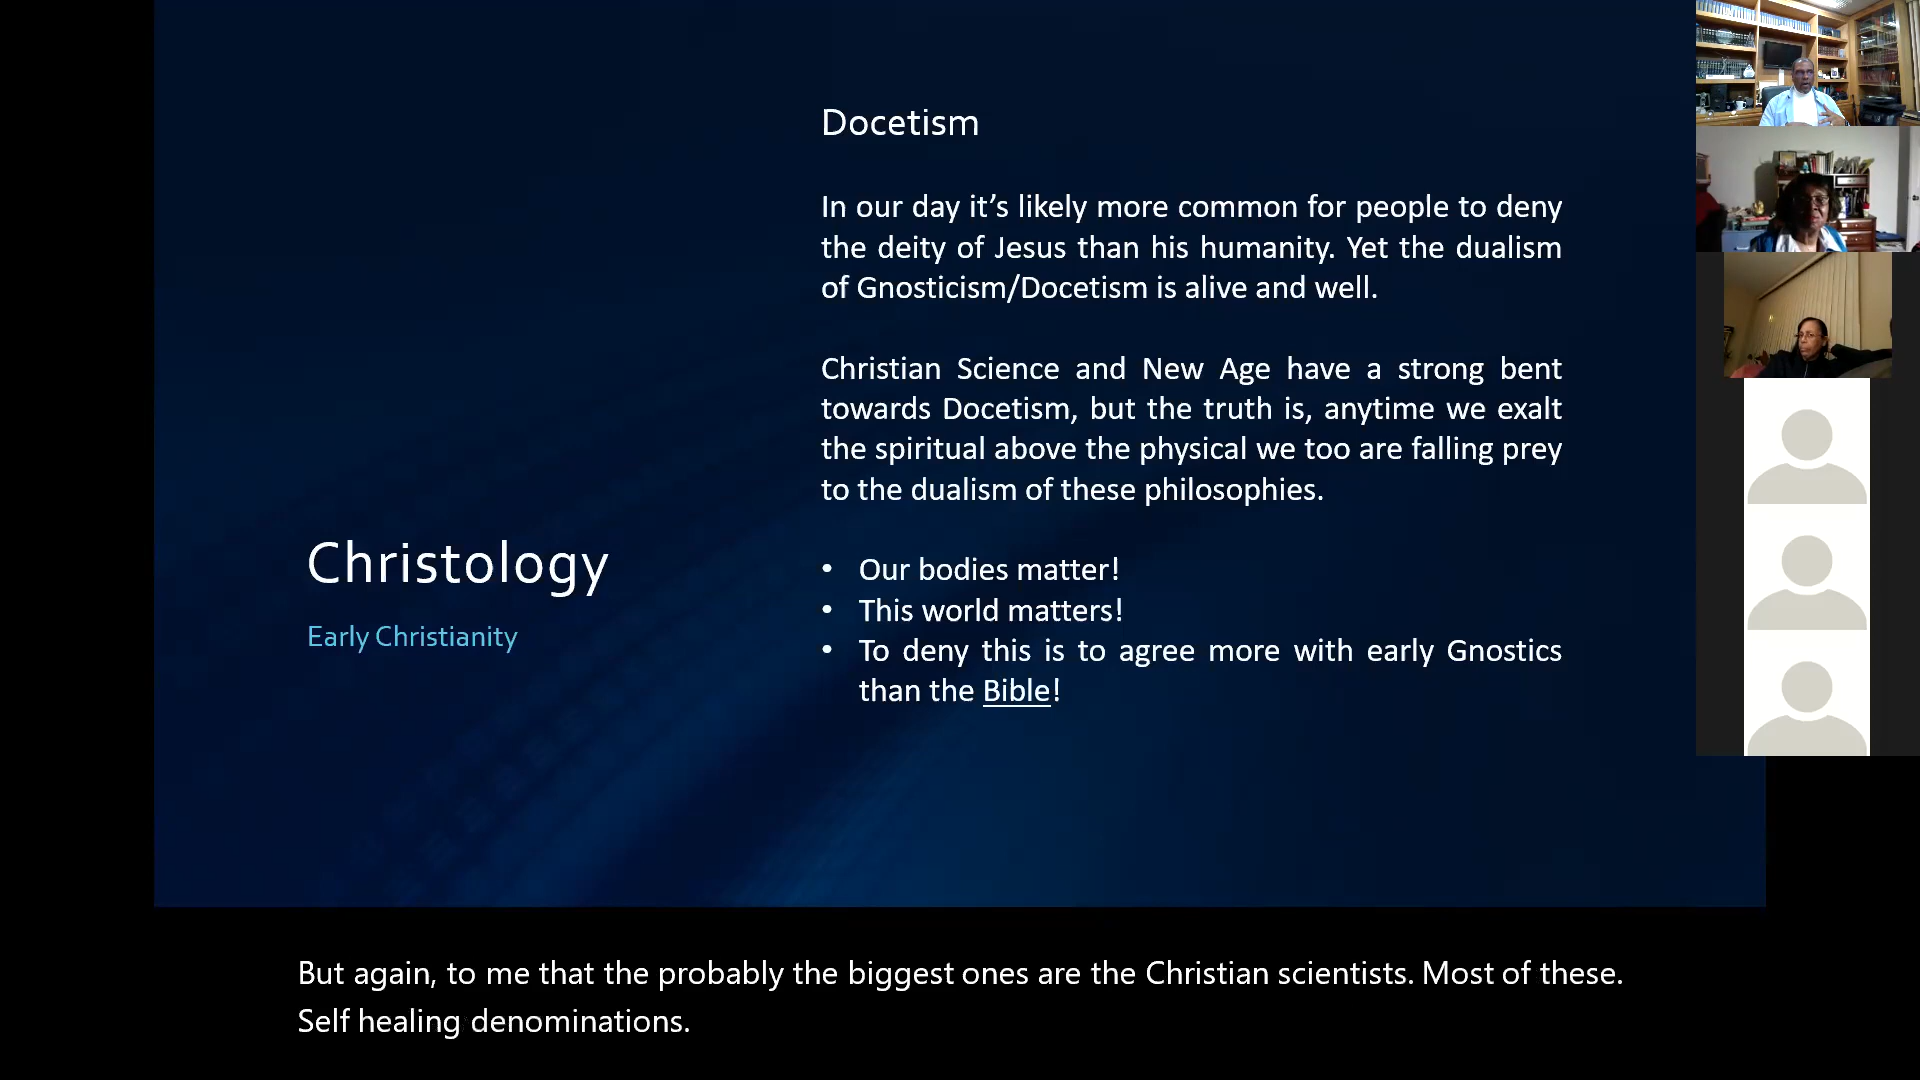 Docetism
In our day it’s likely more common for people to deny
the deity of Jesus than his humanity. Yet the dualism
of Gnosticism/Docetism is alive and well.
Christian Science and New Age have a strong bent
towards Docetism, but the truth is, anytime we exalt
the spiritual above the physical we too are falling prey
to the dualism of these philosophies.
• Our bodies matter!
• This world matters!
• To deny this is to agree more with early Gnostics
than the Bible!
Christology
Early Christianity
But again, to me that the probably the biggest ones are the Christian scientists. Most of these.
Self healing denominations.